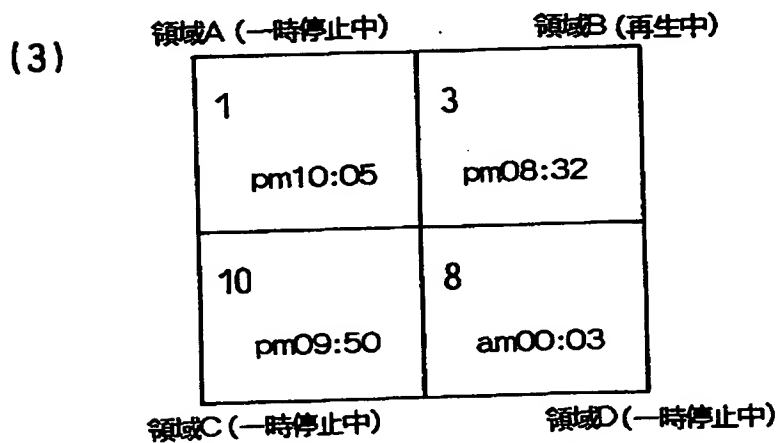 (3)
領域A (一時停止中) 領域B (再生中)
1 3
pm10:05 pm08:32
10 8
pm09:50 am00:03
領域C (一時停止中) 領域D (一時停止中)